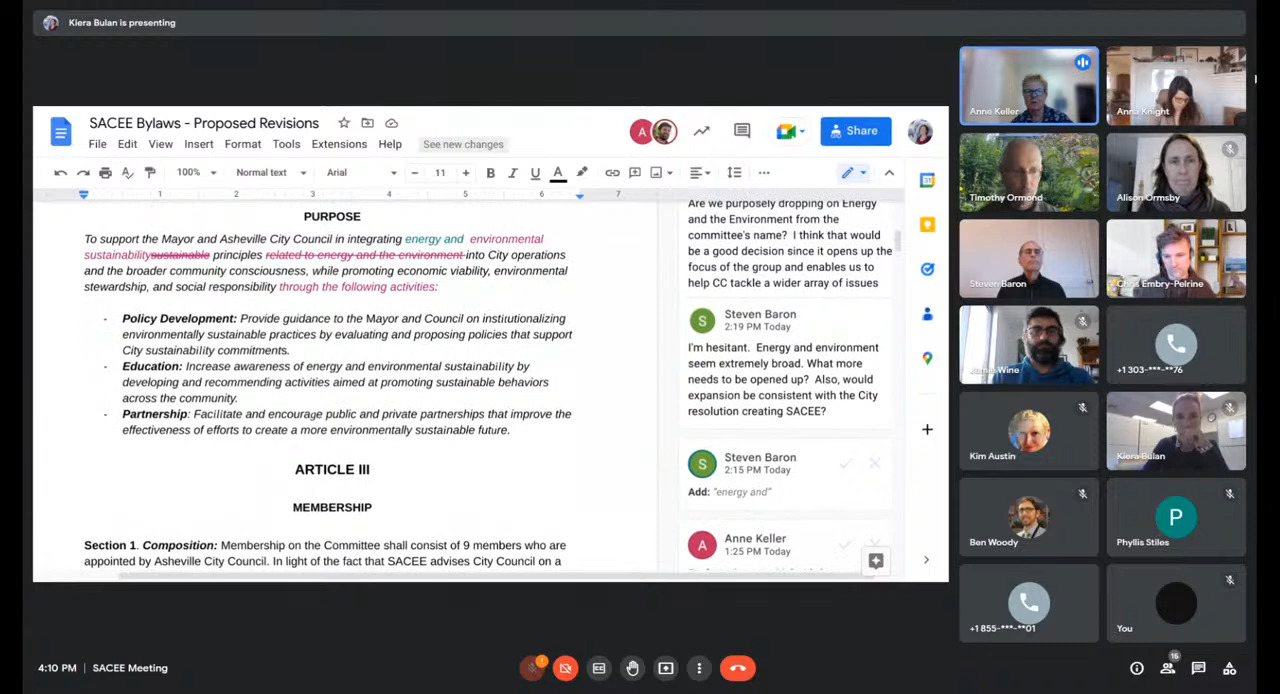 Kiera Bulan is presenting
SACEE Bylaws - Proposed Revisions
File Edit View Insert Format Tools Extensions Help See new changes
A
Share
100% Normal text Arial 11 B I U A
1 2 3 4 5 6 7
PURPOSE
To support the Mayor and Asheville City Council in integrating energy and environmental
sustainabilitysustainable principles related to energy and the environment into City operations
and the broader community consciousness, while promoting economic viability, environmental
stewardship, and social responsibility through the following activities:
- Policy Development: Provide guidance to the Mayor and Council on institutionalizing
environmentally sustainable practices by evaluating and proposing policies that support
City sustainability commitments.
- Education: Increase awareness of energy and environmental sustainability by
developing and recommending activities aimed at promoting sustainable behaviors
across the community.
- Partnership: Facilitate and encourage public and private partnerships that improve the
effectiveness of efforts to create a more environmentally sustainable future.
ARTICLE III
MEMBERSHIP
Section 1. Composition: Membership on the Committee shall consist of 9 members who are
appointed by Asheville City Council. In light of the fact that SACEE advises City Council on a
Are we purposely dropping on Energy
and the Environment from the
committee's name? I think that would
be a good decision since it opens up the
focus of the group and enables us to
help CC tackle a wider array of issues
S
Steven Baron
2:19 PM Today
I'm hesitant. Energy and environment
seem extremely broad. What more
needs to be opened up? Also, would
expansion be consistent with the City
resolution creating SACEE?
S
Steven Baron
2:15 PM Today
Add: "energy and"
A
Anne Keller
1:25 PM Today
31
Anne Keller
Anna Knight
Timothy Ormond
Alison Ormsby
Steven Baron
Chris Embry-Pelrine
Jamie Wine
+1 303-***-**76
Kim Austin
Kiera Bulan
Ben Woody
P
Phyllis Stiles
+1 855-***-**01
You
4:10 PM | SACEE Meeting
16